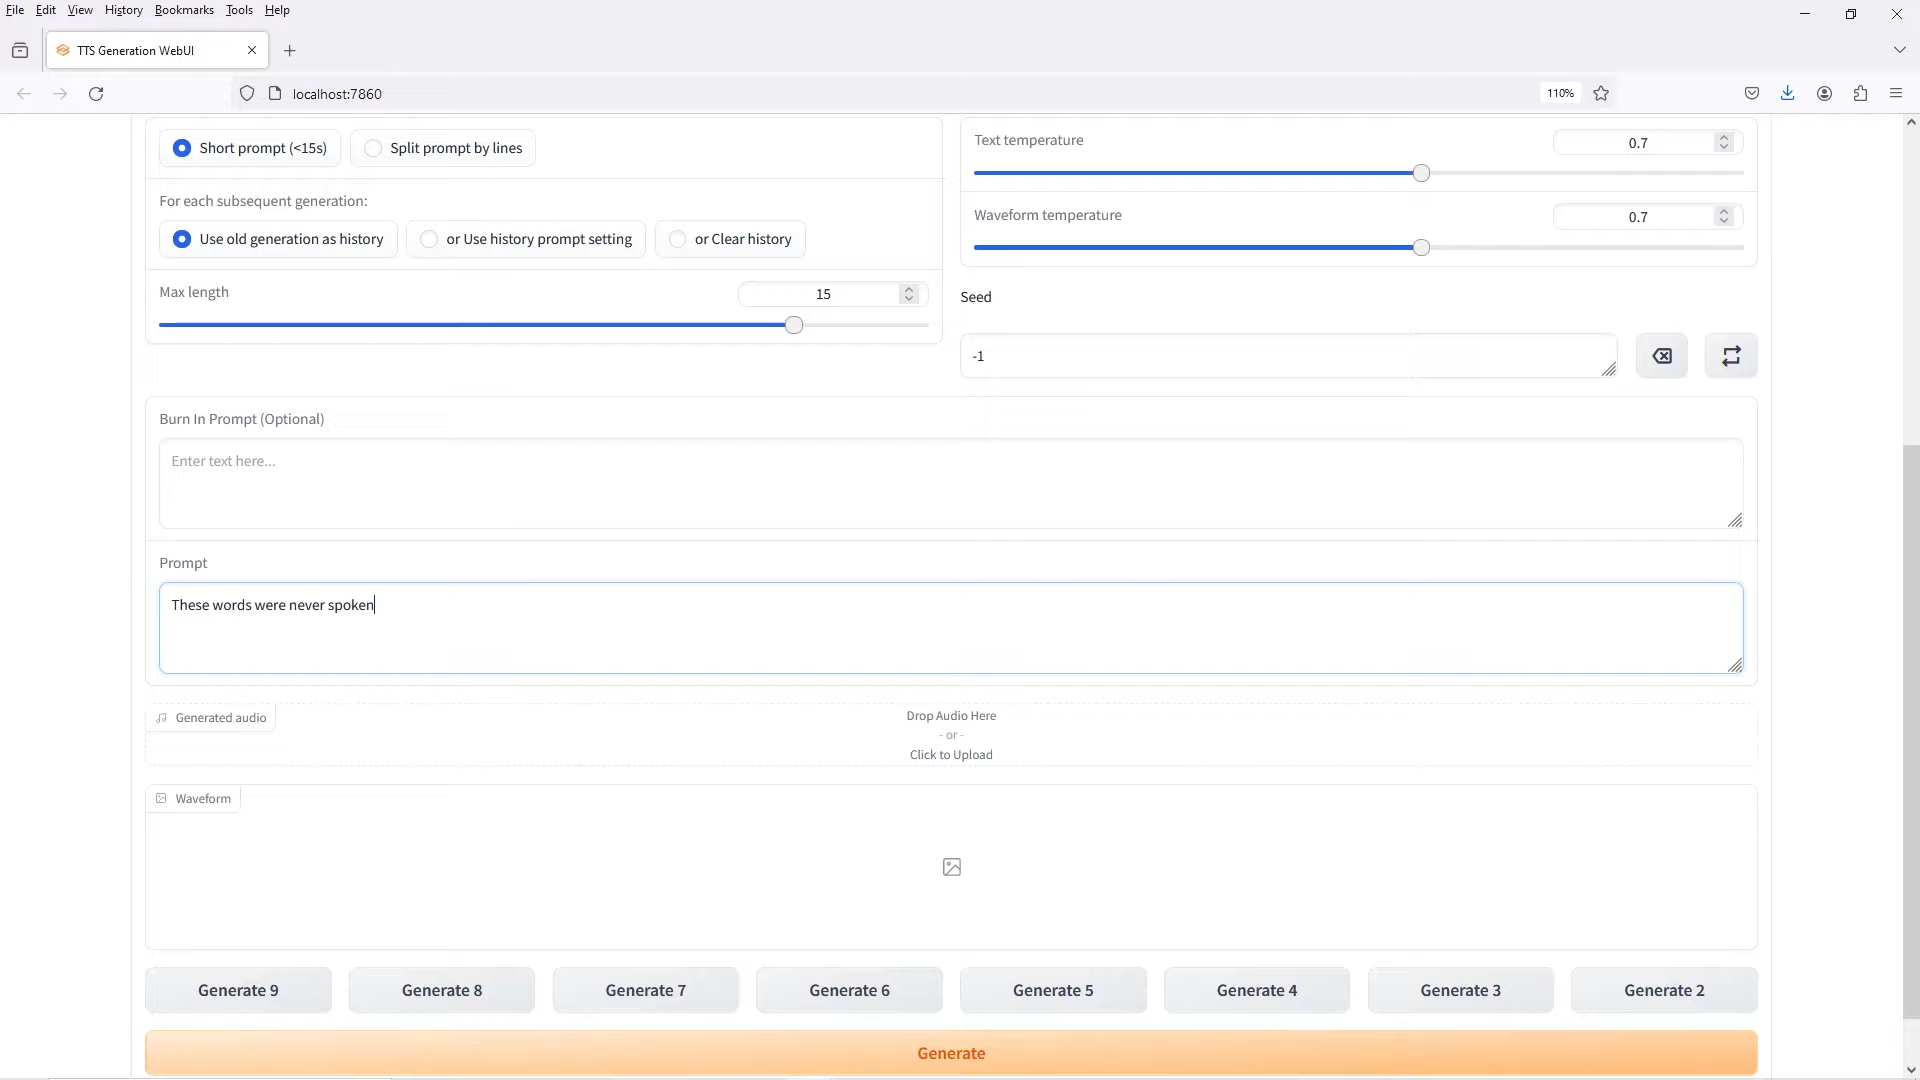 File Edit View History Bookmarks Tools Help
TTS Generation WebUI
localhost:7860
110%
Short prompt (<15s) Split prompt by lines
For each subsequent generation:
Use old generation as history or Use history prompt setting or Clear history
Max length 15
Text temperature 0.7
Waveform temperature 0.7
Seed
-1
Burn In Prompt (Optional)
Enter text here...
Prompt
These words were never spoken
Generated audio
Drop Audio Here
- or -
Click to Upload
Waveform
Generate 9 Generate 8 Generate 7 Generate 6 Generate 5 Generate 4 Generate 3 Generate 2
Generate